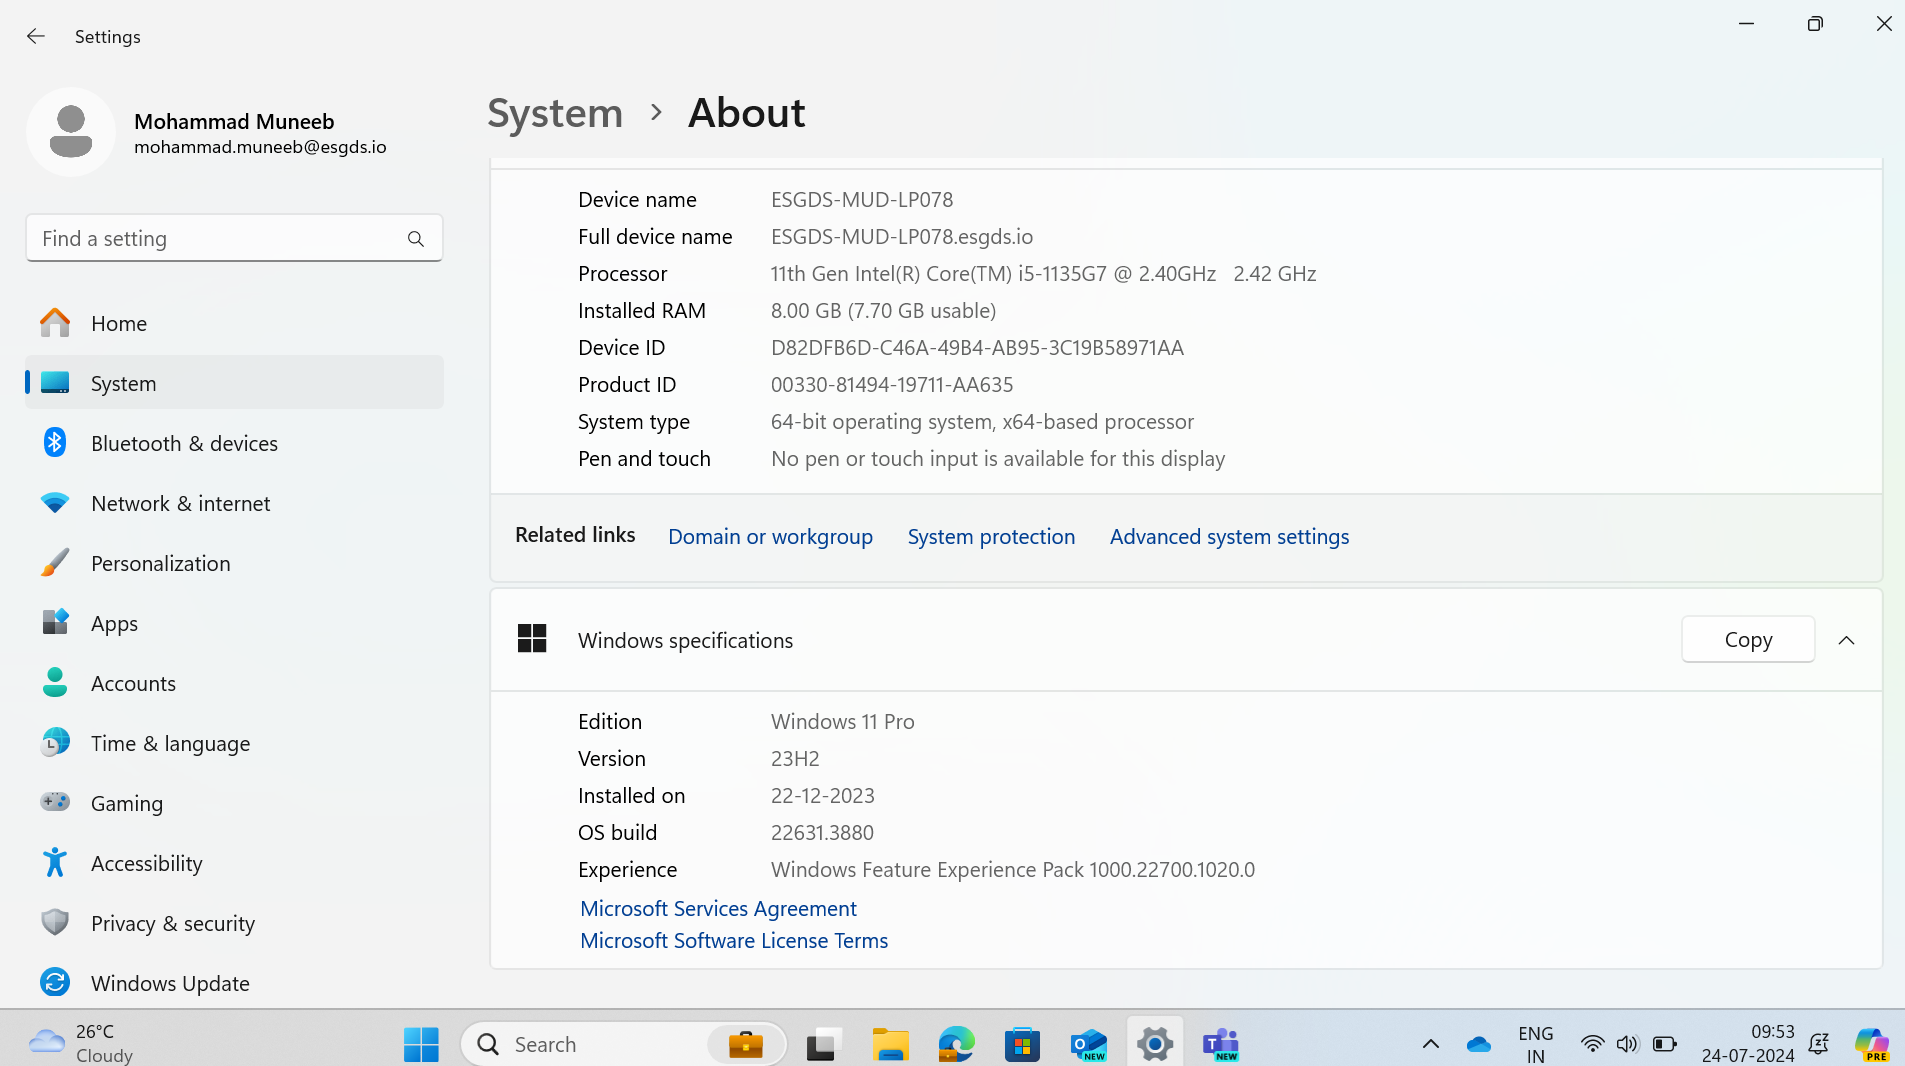 Settings
Mohammad Muneeb
mohammad.muneeb@esgds.io
Find a setting
Home
System
Bluetooth & devices
Network & internet
Personalization
Apps
Accounts
Time & language
Gaming
Accessibility
Privacy & security
Windows Update
System > About
Device name ESGDS-MUD-LP078
Full device name ESGDS-MUD-LP078.esgds.io
Processor 11th Gen Intel(R) Core(TM) i5-1135G7 @ 2.40GHz 2.42 GHz
Installed RAM 8.00 GB (7.70 GB usable)
Device ID D82DFB6D-C46A-49B4-AB95-3C19B58971AA
Product ID 00330-81494-19711-AA635
System type 64-bit operating system, x64-based processor
Pen and touch No pen or touch input is available for this display
Related links Domain or workgroup System protection Advanced system settings
Windows specifications Copy
Edition Windows 11 Pro
Version 23H2
Installed on 22-12-2023
OS build 22631.3880
Experience Windows Feature Experience Pack 1000.22700.1020.0
Microsoft Services Agreement
Microsoft Software License Terms
26°C
Cloudy
Search
O NEW
T NEW
ENG
IN
09:53
24-07-2024
PRE